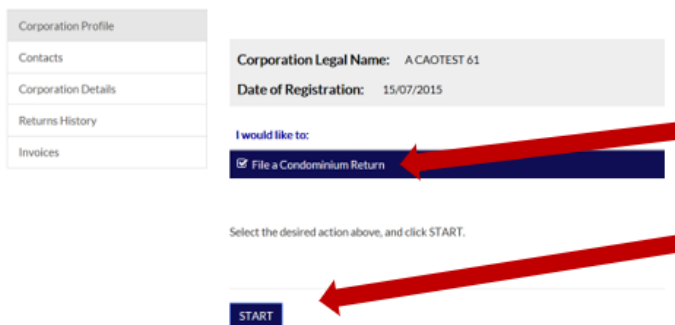 Corporation Profile
Contacts
Corporation Details
Returns History
Invoices
Corporation Legal Name: A CAOTEST 61
Date of Registration: 15/07/2015
I would like to:
File a Condominium Return
Select the desired action above, and click START.
START